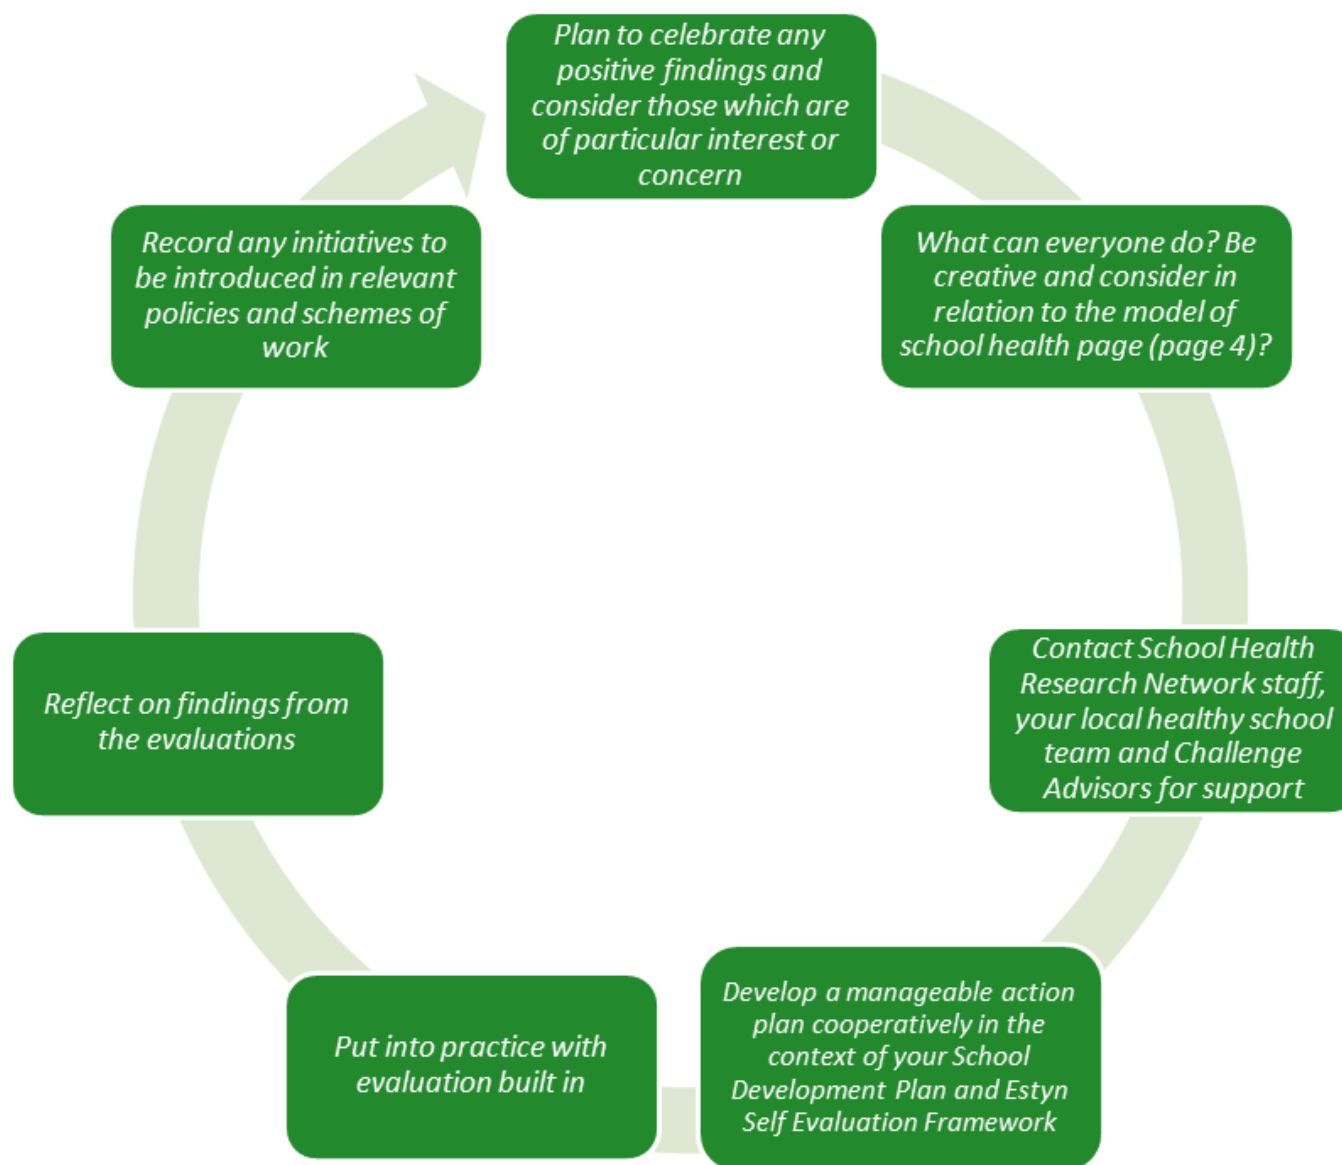 Plan to celebrate any
positive findings and
consider those which are
of particular interest or
concern
What can everyone do? Be
creative and consider in
relation to the model of
school health page (page 4)?
Contact School Health
Research Network staff,
your local healthy school
team and Challenge
Advisors for support
Develop a manageable action
plan cooperatively in the
context of your School
Development Plan and Estyn
Self Evaluation Framework
Put into practice with
evaluation built in
Reflect on findings from
the evaluations
Record any initiatives to
be introduced in relevant
policies and schemes of
work